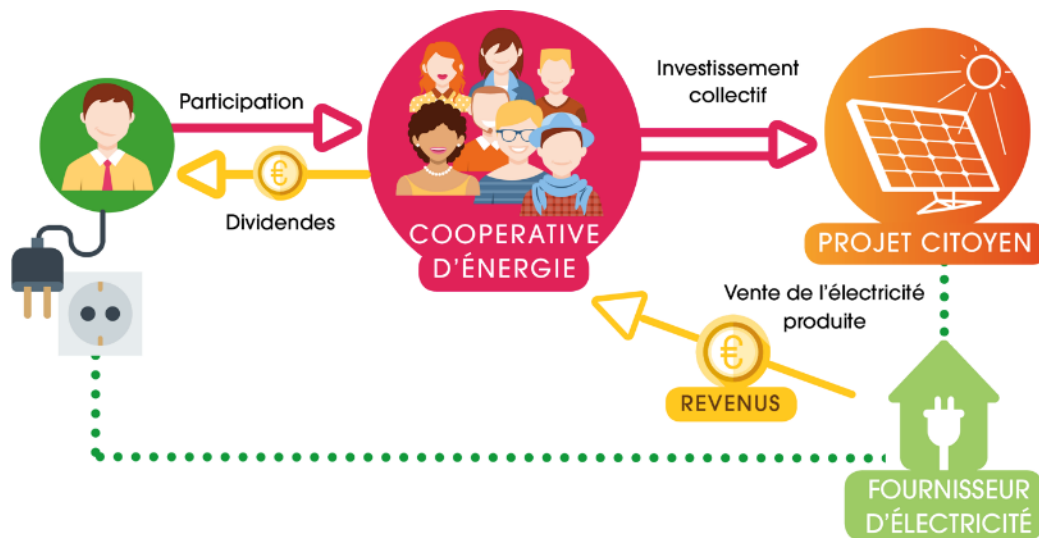 Participation
Dividendes
COOPERATIVE
D'ÉNERGIE
Investissement
collectif
PROJET CITOYEN
Vente de l'électricité
produite
€
€
REVENUS
FOURNISSEUR
D'ÉLECTRICITÉ